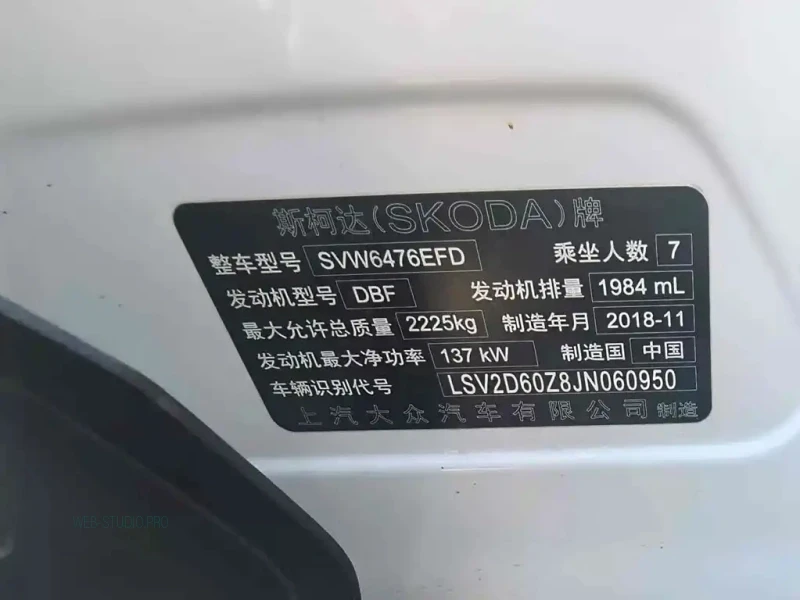 斯柯达(SKODA)牌
整车型号 SVW6476EFD 乘坐人数 7
发动机型号 DBF 发动机排量 1984 mL
最大允许总质量 2225kg 制造年月 2018-11
发动机最大净功率 137 kW 制造国 中国
车辆识别代号 LSV2D60Z8JN060950
上汽大众汽车有限公司 制造
WEB-STUDIO.PRO